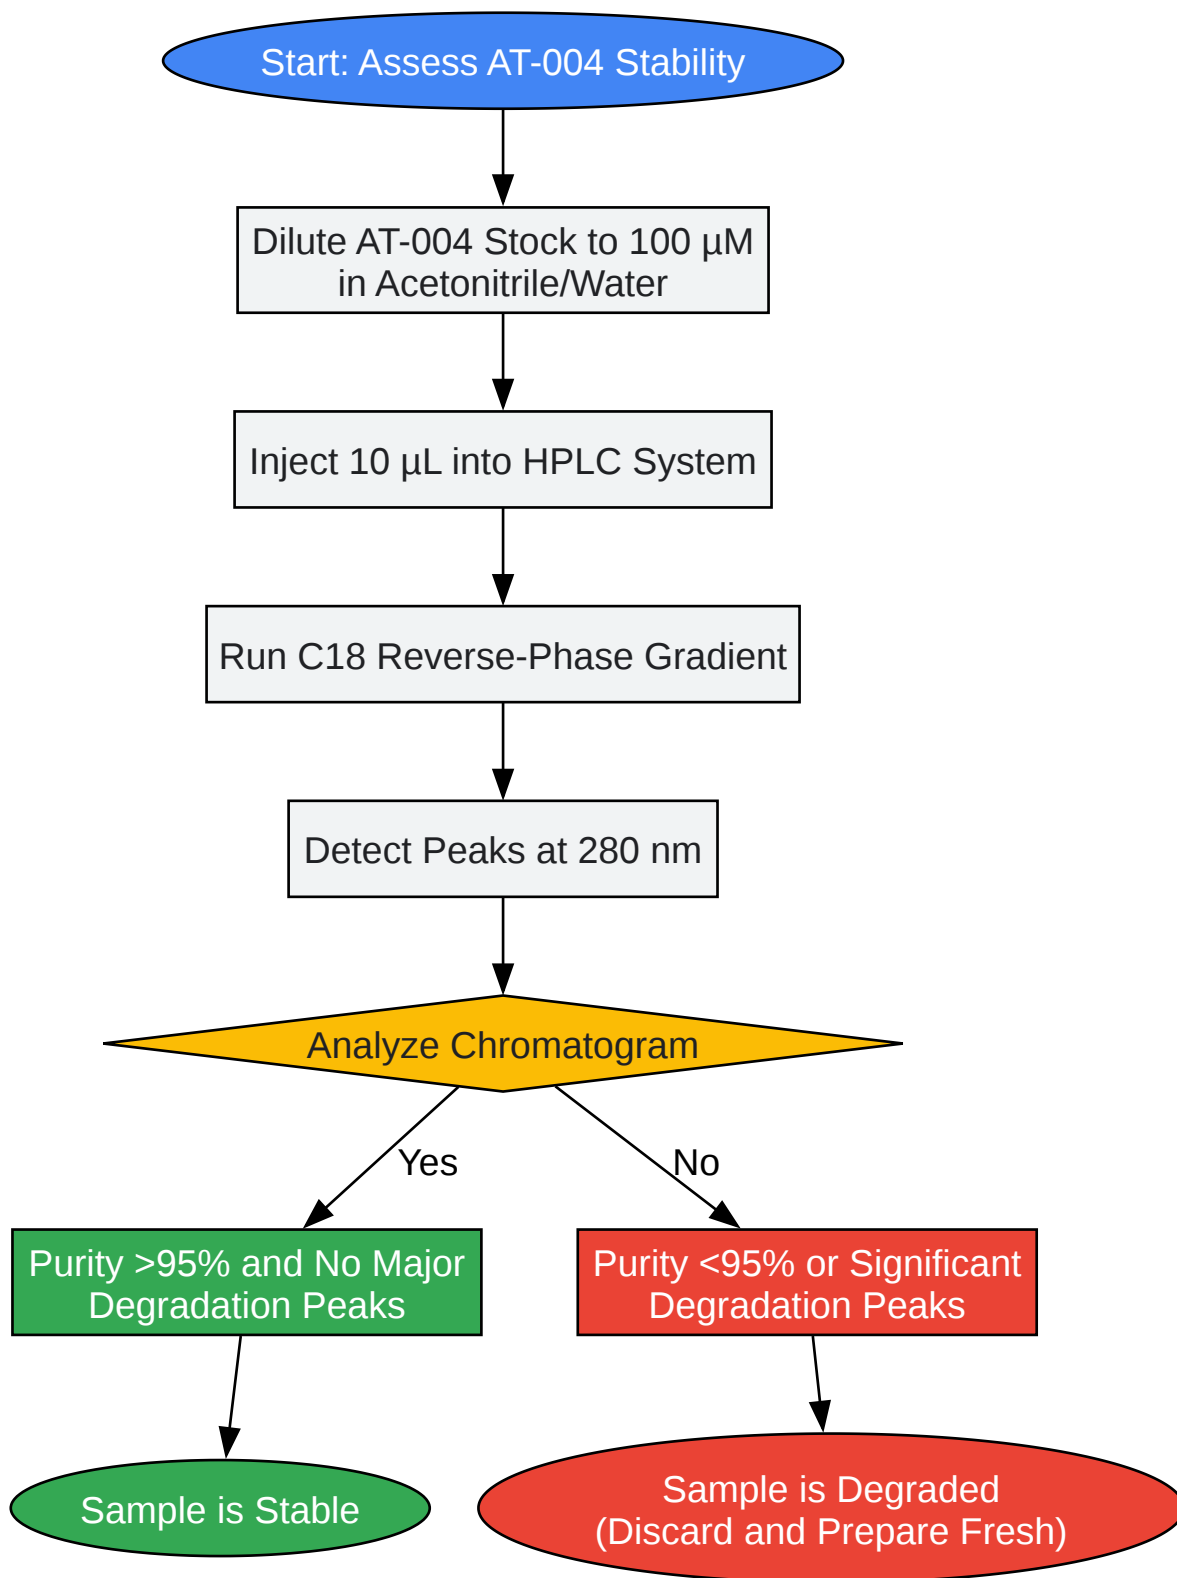 Start: Assess AT-004 Stability
Dilute AT-004 Stock to 100 µM
in Acetonitrile/Water
Inject 10 µL into HPLC System
Run C18 Reverse-Phase Gradient
Detect Peaks at 280 nm
Analyze Chromatogram
Yes
No
Purity >95% and No Major
Degradation Peaks
Purity <95% or Significant
Degradation Peaks
Sample is Stable
Sample is Degraded
(Discard and Prepare Fresh)